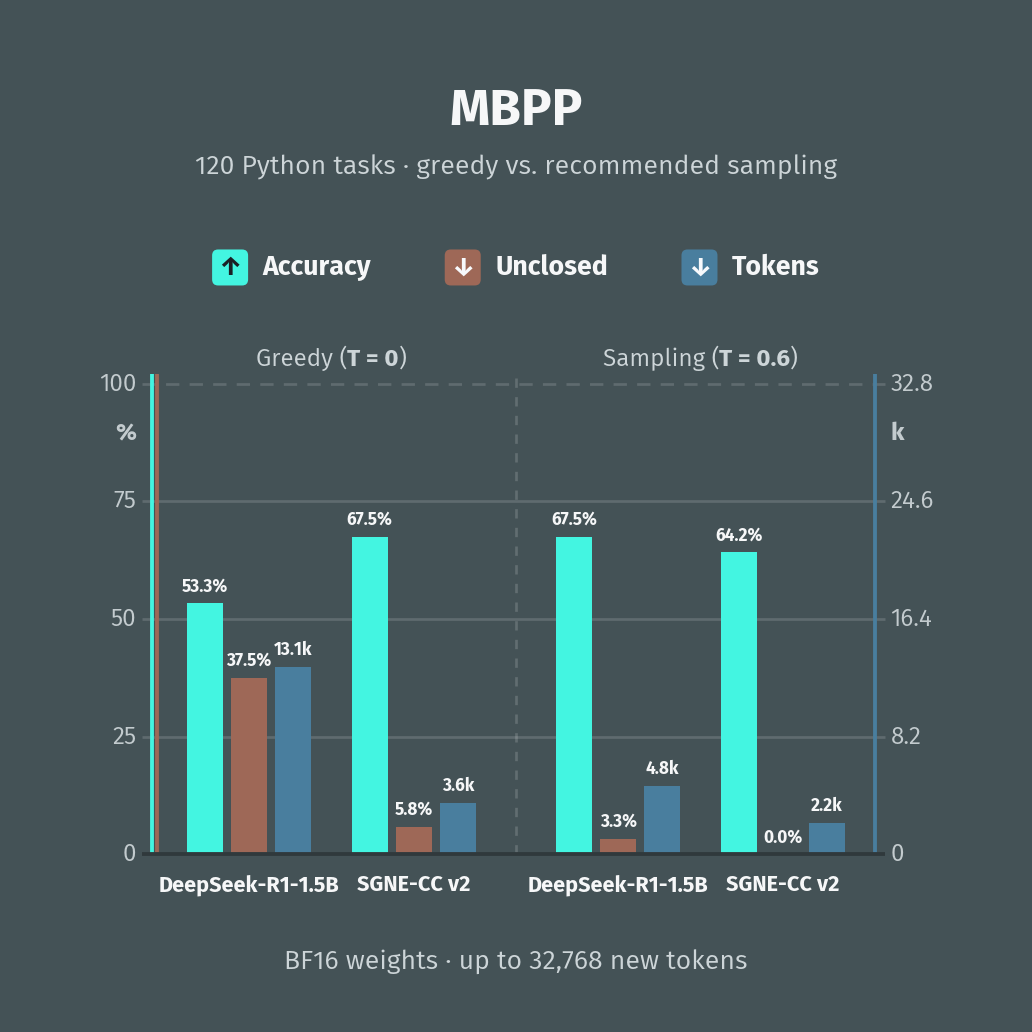 MBPP
120 Python tasks · greedy vs. recommended sampling
↑ Accuracy ↓ Unclosed ↓ Tokens
Greedy (T = 0) Sampling (T = 0.6)
100 32.8
% k
75 24.6
67.5% 67.5% 64.2%
53.3%
50 16.4
37.5% 13.1k
25 8.2
5.8% 3.6k 3.3% 4.8k 0.0% 2.2k
0 0
DeepSeek-R1-1.5B SGNE-CC v2 DeepSeek-R1-1.5B SGNE-CC v2
BF16 weights · up to 32,768 new tokens